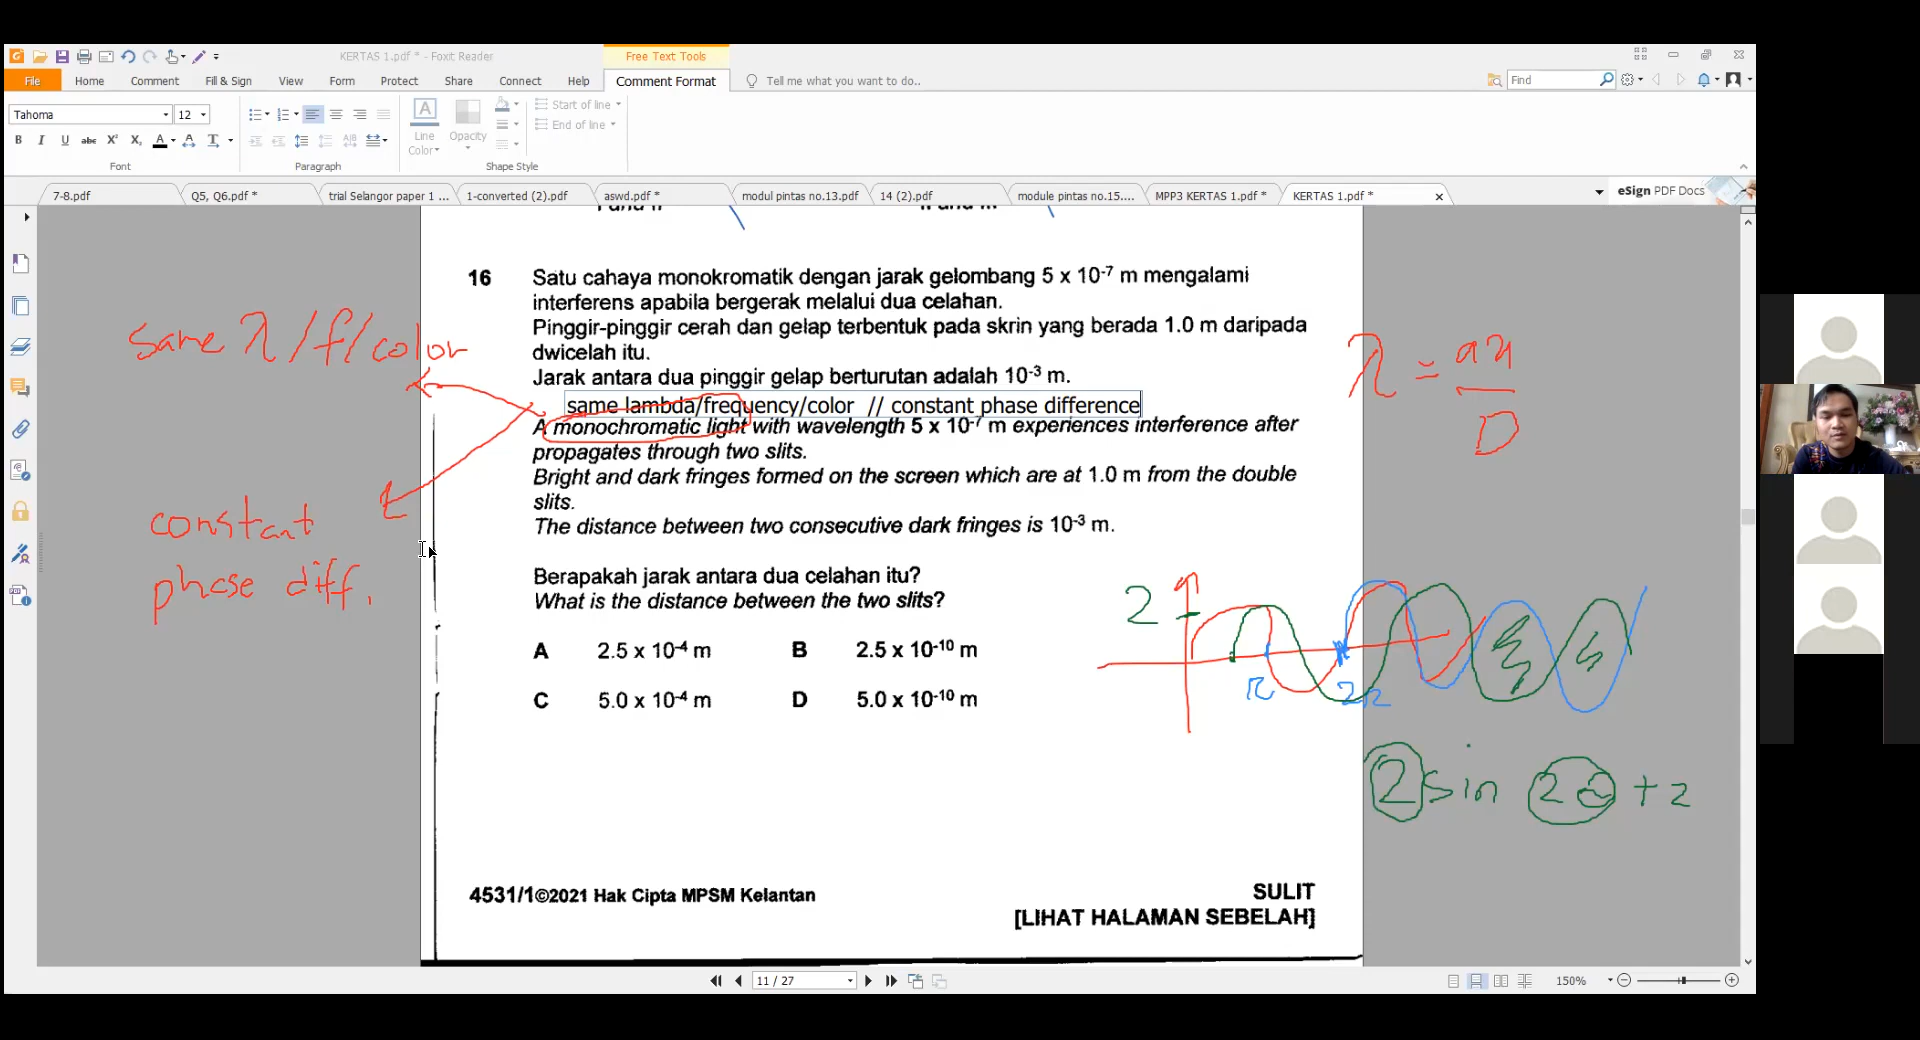 KERTAS 1.pdf * - Foxit Reader
Free Text Tools
File Home Comment Fill & Sign View Form Protect Share Connect Help Comment Format Tell me what you want to do.. Find
Tahoma 12
Start of line
End of line
Line Color Opacity
B I U abc X² X₂ A T
Font Paragraph Shape Style
7-8.pdf Q5, Q6.pdf * trial Selangor paper 1 ... 1-converted (2).pdf aswd.pdf * modul pintas no.13.pdf 14 (2).pdf module pintas no.15.... MPP3 KERTAS 1.pdf * KERTAS 1.pdf * eSign PDF Docs
16 Satu cahaya monokromatik dengan jarak gelombang 5 x 10⁻⁷ m mengalami
interferens apabila bergerak melalui dua celahan.
Pinggir-pinggir cerah dan gelap terbentuk pada skrin yang berada 1.0 m daripada
dwicelah itu.
Jarak antara dua pinggir gelap berturutan adalah 10⁻³ m.
same lambda/frequency/color // constant phase difference
A monochromatic light with wavelength 5 x 10⁻⁷ m experiences interference after
propagates through two slits.
Bright and dark fringes formed on the screen which are at 1.0 m from the double
slits.
The distance between two consecutive dark fringes is 10⁻³ m.
Berapakah jarak antara dua celahan itu?
What is the distance between the two slits?
A 2.5 x 10⁻⁴ m B 2.5 x 10⁻¹⁰ m
C 5.0 x 10⁻⁴ m D 5.0 x 10⁻¹⁰ m
same λ/f/color
constant
phase diff.
λ = ax
D
2
π 2π
2 sin 2 + 2
4531/1©2021 Hak Cipta MPSM Kelantan
SULIT
[LIHAT HALAMAN SEBELAH]
11 / 27
150%